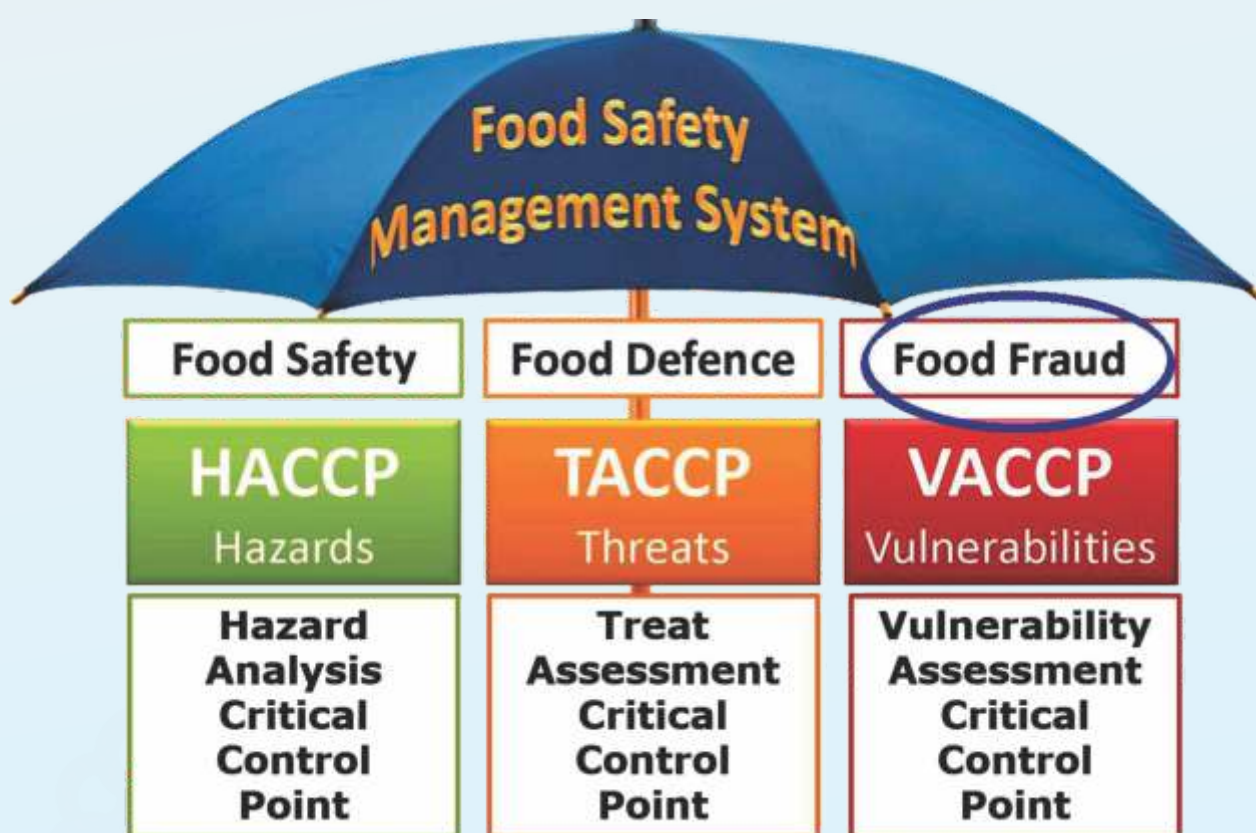 Food Safety
Management System
Food Safety
HACCP
Hazards
Hazard
Analysis
Critical
Control
Point
Food Defence
TACCP
Threats
Treat
Assessment
Critical
Control
Point
Food Fraud
VACCP
Vulnerabilities
Vulnerability
Assessment
Critical
Control
Point